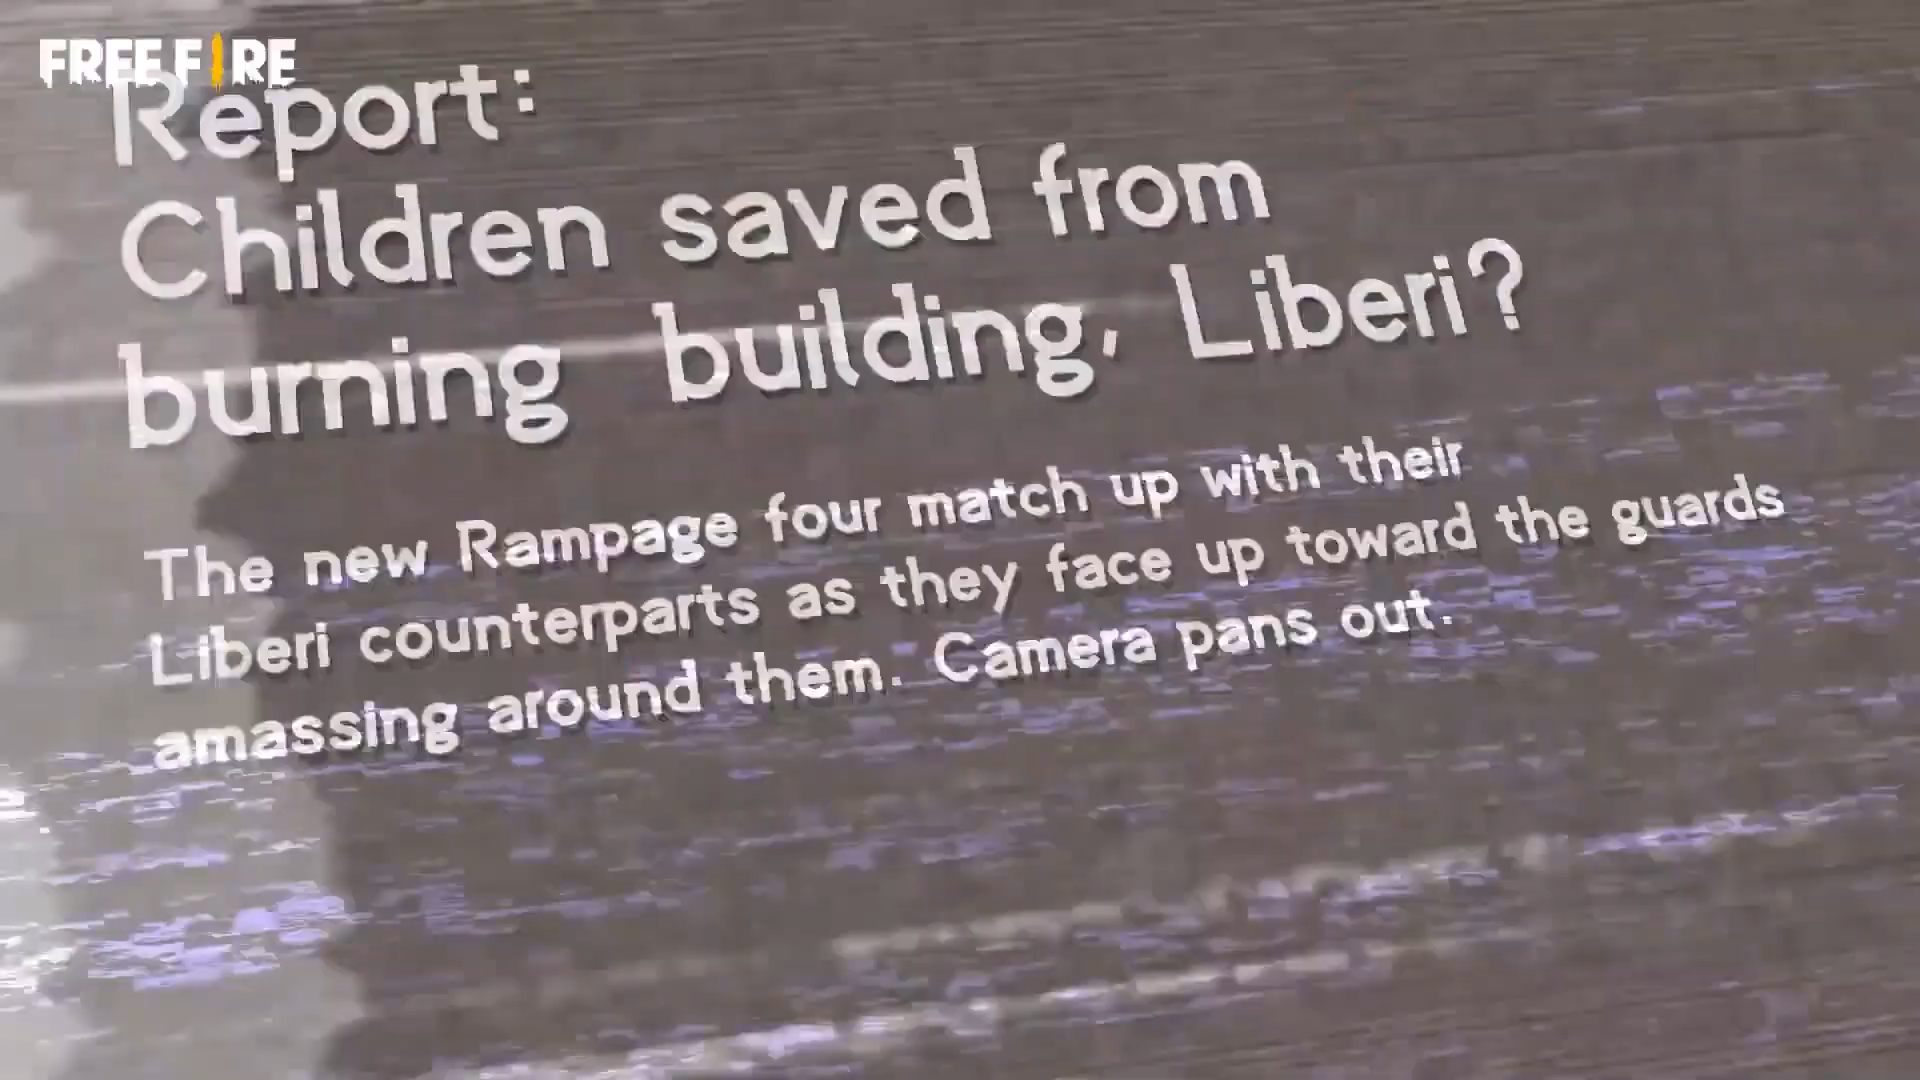 FREE FIRE
Report:
Children saved from
burning building, Liberi?
The new Rampage four match up with their
Liberi counterparts as they face up toward the guards
amassing around them. Camera pans out.